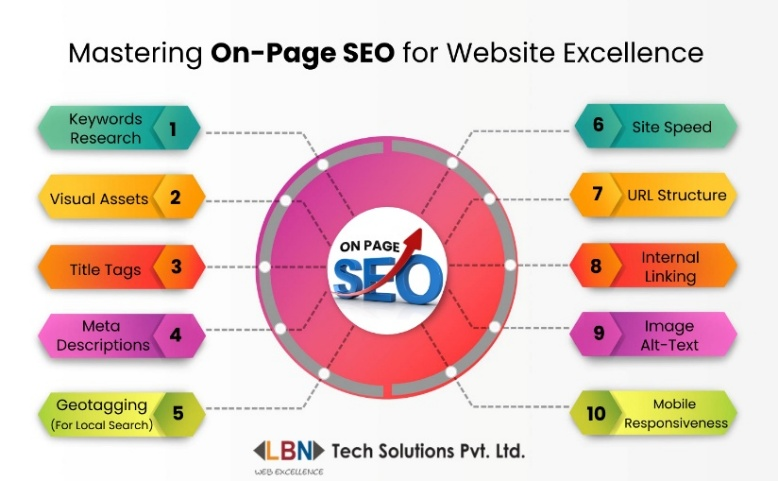 Mastering On-Page SEO for Website Excellence
Keywords
Research
1
Visual Assets
2
Title Tags
3
Meta
Descriptions
4
Geotagging
(For Local Search)
5
ON PAGE
SEO
6
Site Speed
7
URL Structure
8
Internal
Linking
9
Image
Alt-Text
10
Mobile
Responsiveness
LBN Tech Solutions Pvt. Ltd.
WEB EXCELLENCE